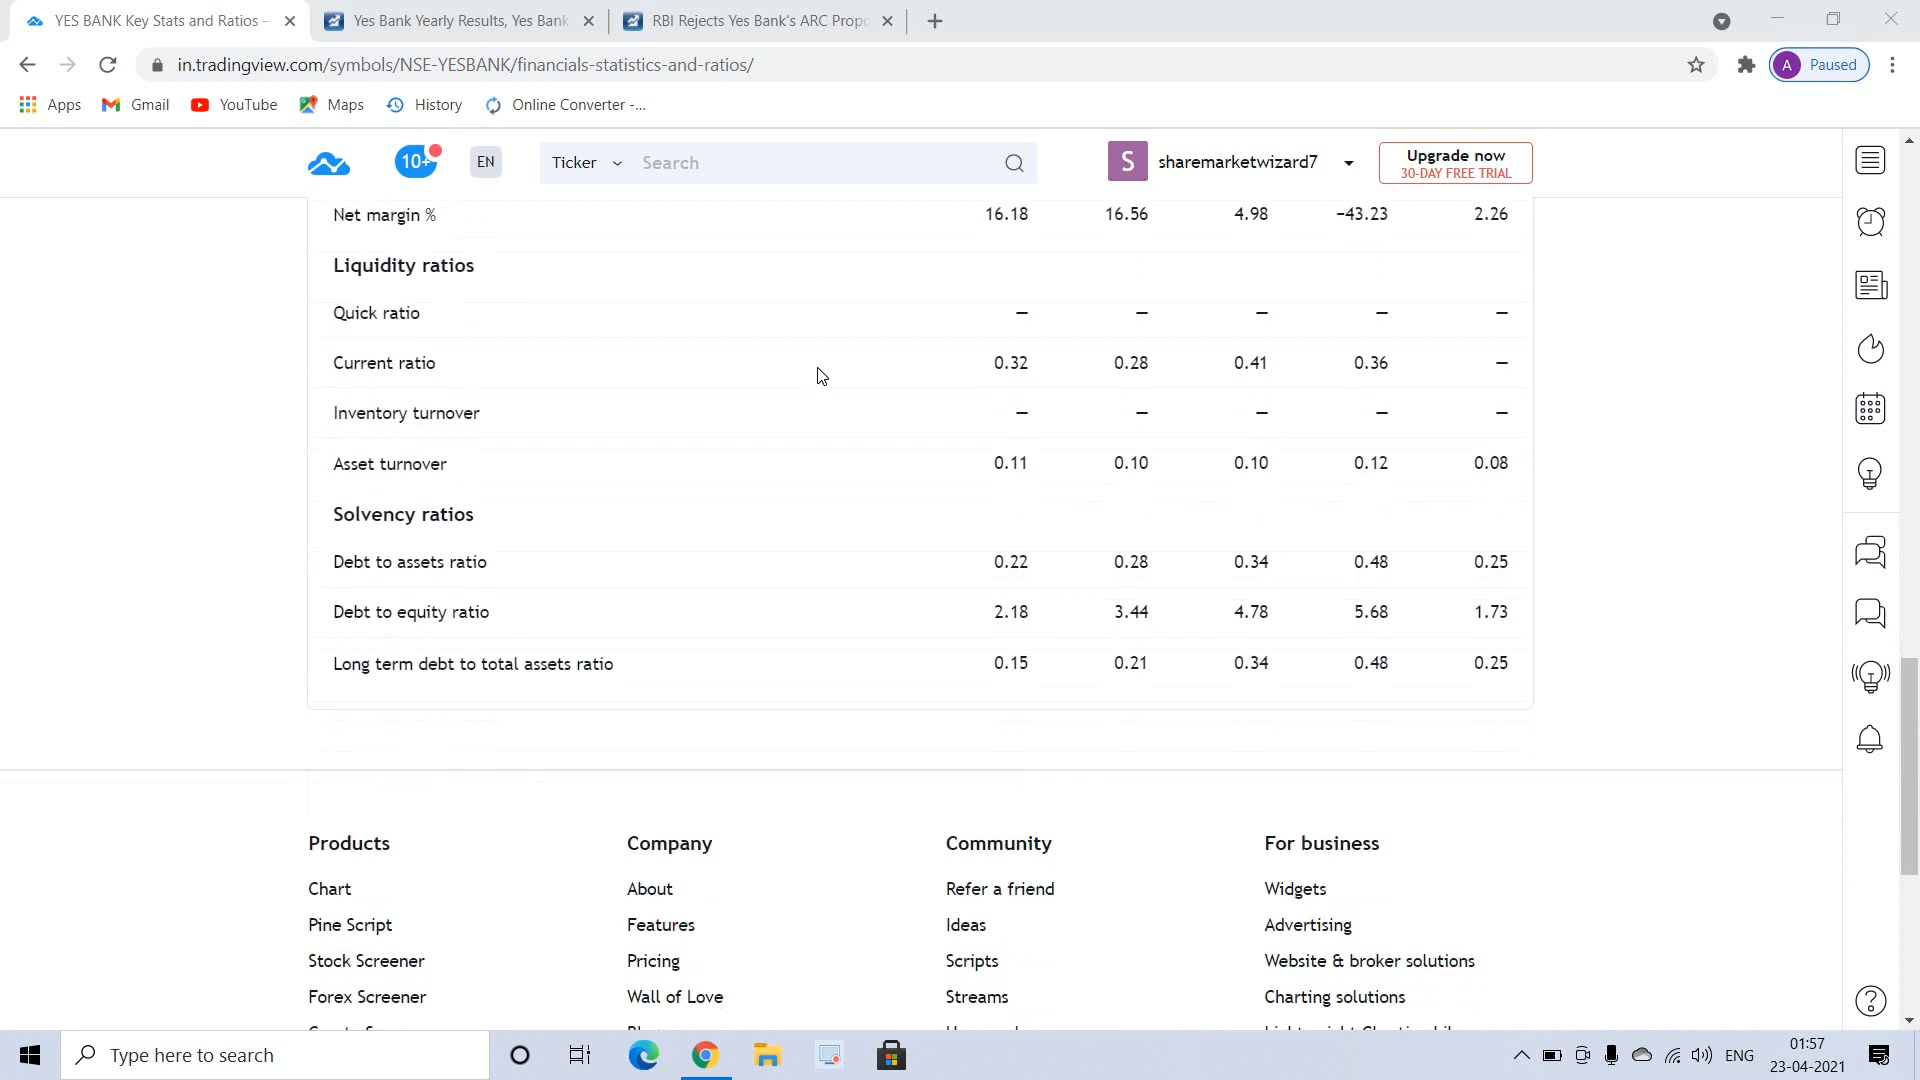 YES BANK Key Stats and Ratios –
Yes Bank Yearly Results, Yes Bank
RBI Rejects Yes Bank's ARC Propo
in.tradingview.com/symbols/NSE-YESBANK/financials-statistics-and-ratios/
A Paused
Apps Gmail YouTube Maps History Online Converter -...
10+ EN Ticker Search S sharemarketwizard7 Upgrade now
30-DAY FREE TRIAL
Net margin % 16.18 16.56 4.98 −43.23 2.26
Liquidity ratios
Quick ratio — — — — —
Current ratio 0.32 0.28 0.41 0.36 —
Inventory turnover — — — — —
Asset turnover 0.11 0.10 0.10 0.12 0.08
Solvency ratios
Debt to assets ratio 0.22 0.28 0.34 0.48 0.25
Debt to equity ratio 2.18 3.44 4.78 5.68 1.73
Long term debt to total assets ratio 0.15 0.21 0.34 0.48 0.25
Products Company Community For business
Chart About Refer a friend Widgets
Pine Script Features Ideas Advertising
Stock Screener Pricing Scripts Website & broker solutions
Forex Screener Wall of Love Streams Charting solutions
Type here to search
ENG
01:57
23-04-2021